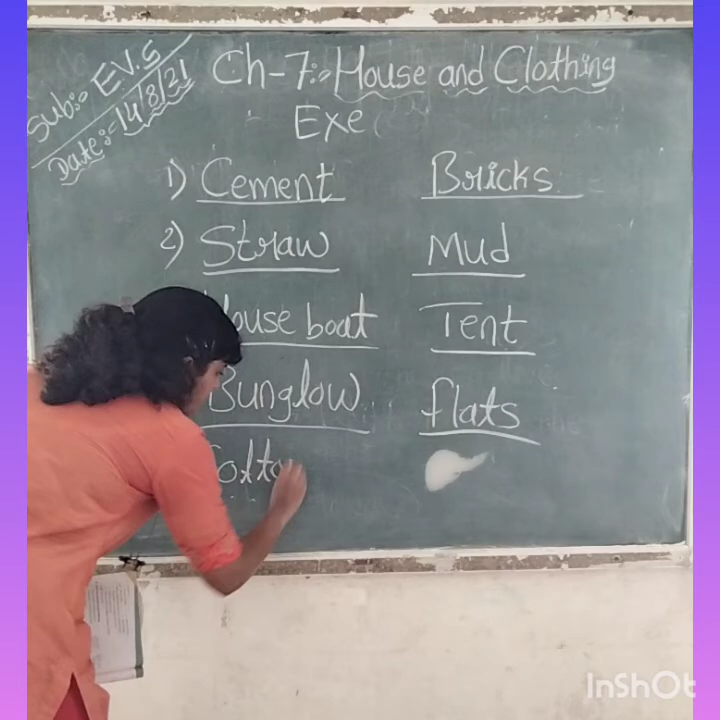 Sub:- E.V.S
Date:- 14/8/21
Ch-7:- House and Clothing
Exe
1) Cement Bricks
2) Straw Mud
House boat Tent
Bunglow flats
InShOt